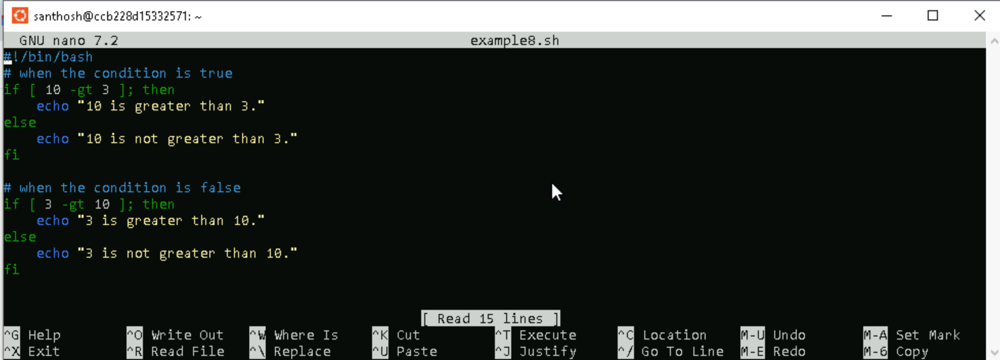 santhosh@ccb228d15332571: ~
GNU nano 7.2 example8.sh
#!/bin/bash
# when the condition is true
if [ 10 -gt 3 ]; then
    echo "10 is greater than 3."
else
    echo "10 is not greater than 3."
fi

# when the condition is false
if [ 3 -gt 10 ]; then
    echo "3 is greater than 10."
else
    echo "3 is not greater than 10."
fi

[ Read 15 lines ]
^G Help ^O Write Out ^W Where Is ^K Cut ^T Execute ^C Location M-U Undo M-A Set Mark
^X Exit ^R Read File ^\ Replace ^U Paste ^J Justify ^/ Go To Line M-E Redo M-6 Copy